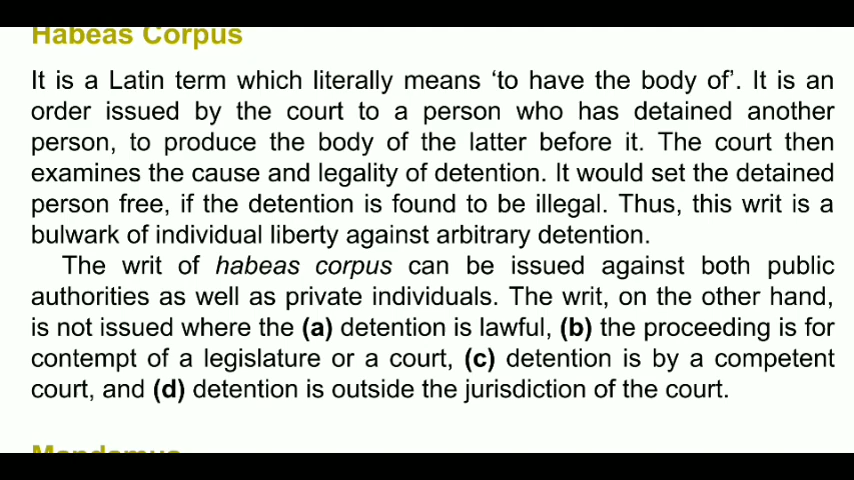 Habeas Corpus
It is a Latin term which literally means ‘to have the body of’. It is an
order issued by the court to a person who has detained another
person, to produce the body of the latter before it. The court then
examines the cause and legality of detention. It would set the detained
person free, if the detention is found to be illegal. Thus, this writ is a
bulwark of individual liberty against arbitrary detention.
The writ of habeas corpus can be issued against both public
authorities as well as private individuals. The writ, on the other hand,
is not issued where the (a) detention is lawful, (b) the proceeding is for
contempt of a legislature or a court, (c) detention is by a competent
court, and (d) detention is outside the jurisdiction of the court.
Mandamus